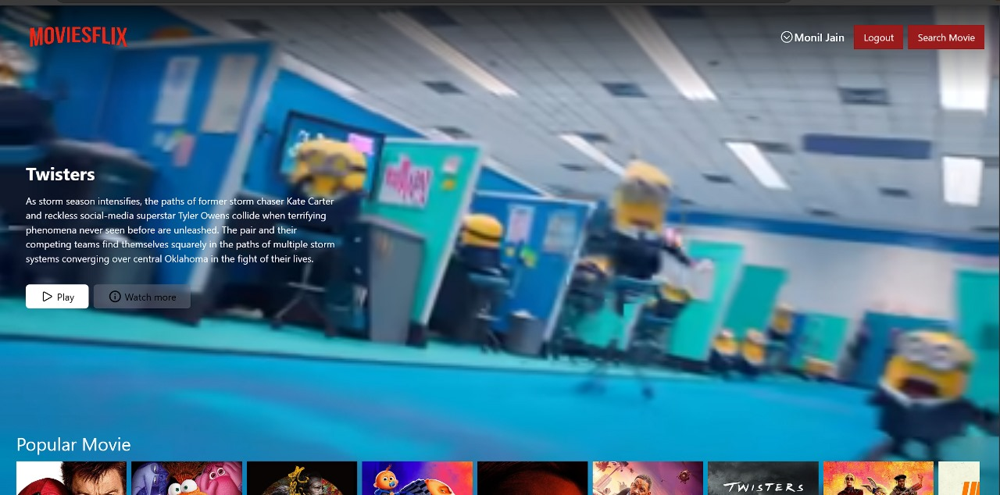 MOVIESFLIX
Monil Jain
Logout
Search Movie
Twisters
As storm season intensifies, the paths of former storm chaser Kate Carter
and reckless social-media superstar Tyler Owens collide when terrifying
phenomena never seen before are unleashed. The pair and their
competing teams find themselves squarely in the paths of multiple storm
systems converging over central Oklahoma in the fight of their lives.
Play
Watch more
Popular Movie
TWISTERS